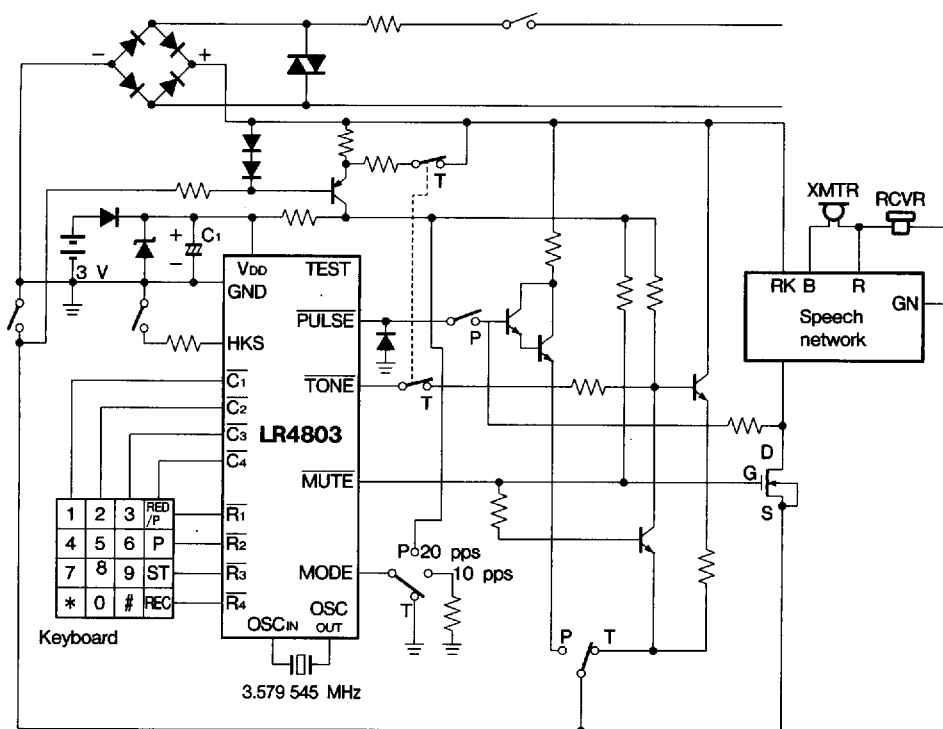 − +
T
XMTR
RCVR
+ C1
−
3 V
VDD
TEST
GND
PULSE
P
HKS
TONE
T
C1
C2
C3
C4
LR4803
MUTE
RK B R
GN
Speech network
D
G
S
1 2 3 RED/P
4 5 6 P
7 8 9 ST
* 0 # REC
Keyboard
R1
R2
R3
R4
MODE
P 20 pps
10 pps
T
OSCIN
OSC OUT
3.579 545 MHz
P T